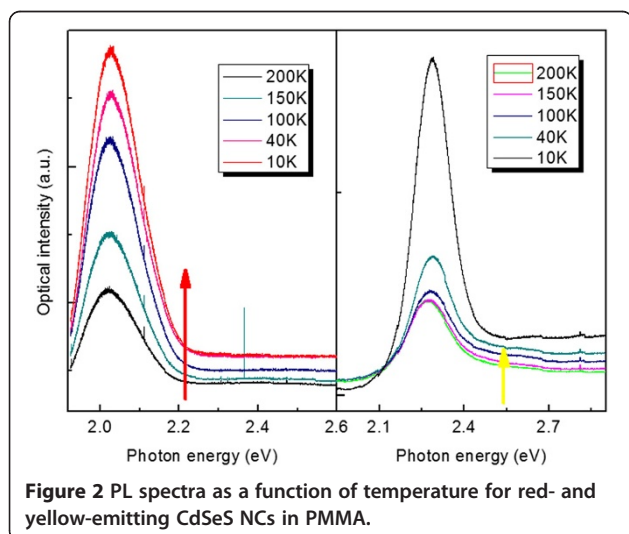 Optical intensity (a.u.)
200K
150K
100K
40K
10K
2.0
2.2
2.4
2.6
Photon energy (eV)
200K
150K
100K
40K
10K
2.1
2.4
2.7
Photon energy (eV)
Figure 2 PL spectra as a function of temperature for red- and
yellow-emitting CdSeS NCs in PMMA.